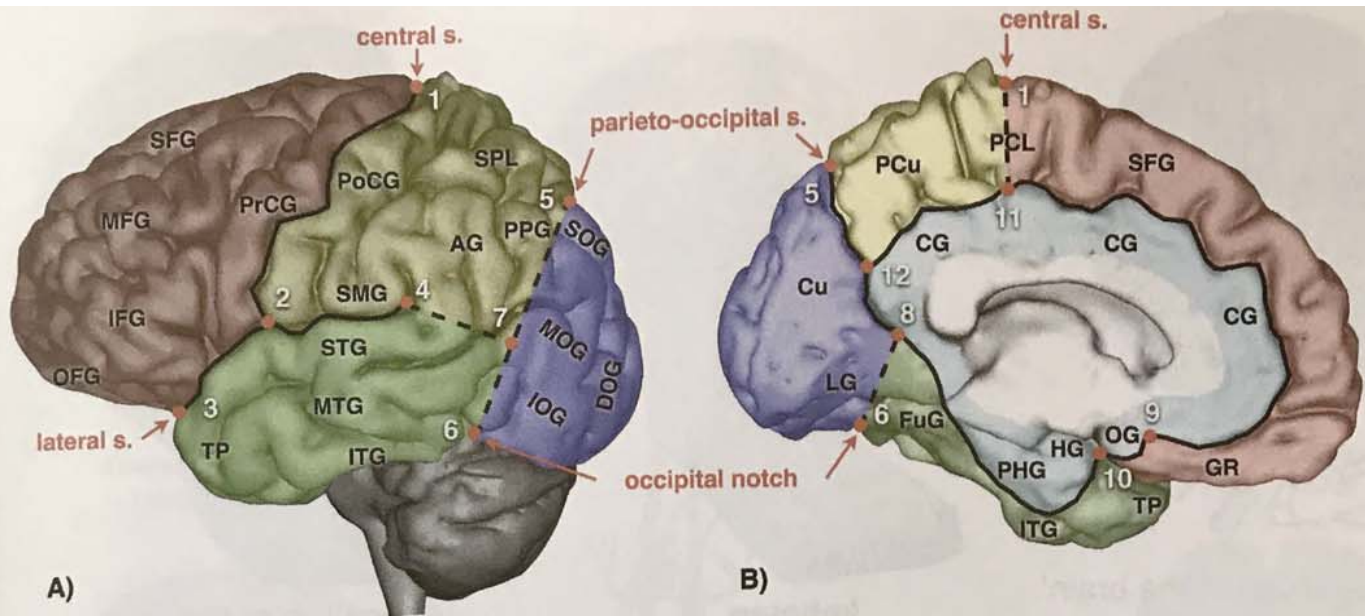 central s.
1
SFG
SPL
PoCG
PrCG
MFG
5
AG
PPG
SOG
2
SMG
4
IFG
7
STG
MOG
DOG
OFG
MTG
IOG
3
6
lateral s.
TP
ITG
A)
parieto-occipital s.
occipital notch
central s.
1
PCL
SFG
PCu
5
11
CG
CG
12
Cu
8
CG
LG
9
6
FuG
HG
OG
PHG
10
GR
TP
ITG
B)